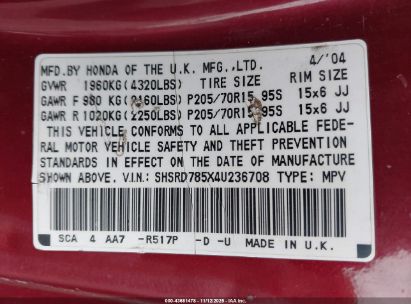 MFD.BY HONDA OF THE U.K. MFG.,LTD. 4/'04
GVWR 1960KG(4320LBS) TIRE SIZE RIM SIZE
GAWR F 980 KG(2160LBS) P205/70R15 95S 15x6 JJ
GAWR R 1020KG(2250LBS) P205/70R15 95S 15x6 JJ
THIS VEHICLE CONFORMS TO ALL APPLICABLE FEDE-
RAL MOTOR VEHICLE SAFETY AND THEFT PREVENTION
STANDARDS IN EFFECT ON THE DATE OF MANUFACTURE
SHOWN ABOVE. V.I.N.: SHSRD785X4U236708 TYPE: MPV
SCA 4 AA7 -R517P -D -U MADE IN U.K.